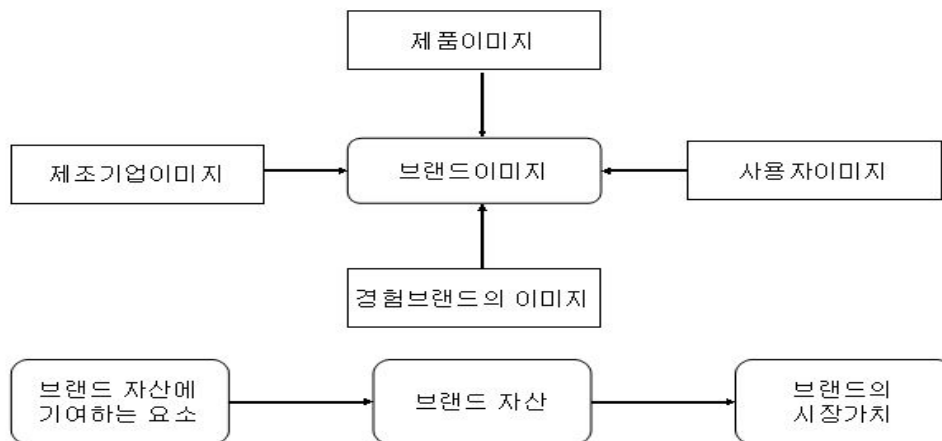 제품이미지
제조기업이미지
브랜드이미지
사용자이미지
경험브랜드의 이미지
브랜드 자산에
기여하는 요소
브랜드 자산
브랜드의
시장가치